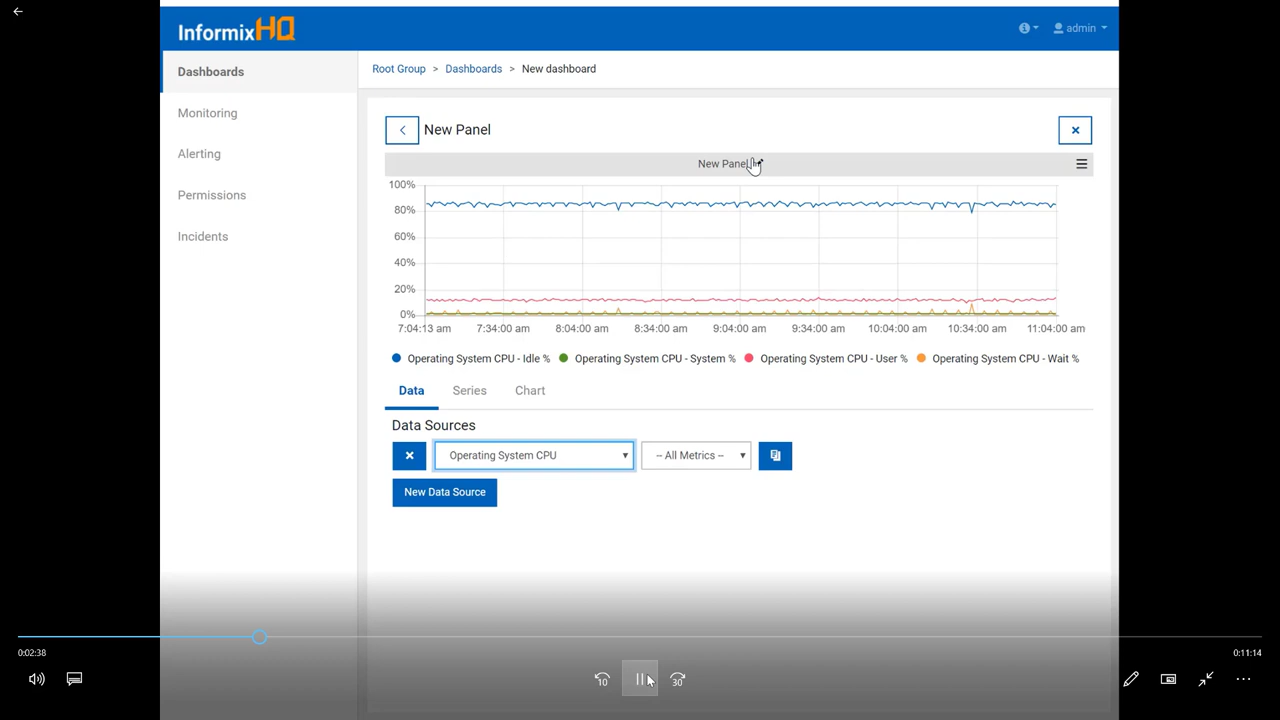 InformixHQ
admin
Dashboards
Root Group > Dashboards > New dashboard
Monitoring
Alerting
Permissions
Incidents
New Panel
New Panel
100%
80%
60%
40%
20%
0%
7:04:13 am 7:34:00 am 8:04:00 am 8:34:00 am 9:04:00 am 9:34:00 am 10:04:00 am 10:34:00 am 11:04:00 am
Operating System CPU - Idle % Operating System CPU - System % Operating System CPU - User % Operating System CPU - Wait %
Data Series Chart
Data Sources
Operating System CPU -- All Metrics --
New Data Source
0:02:38 0:11:14
10 30